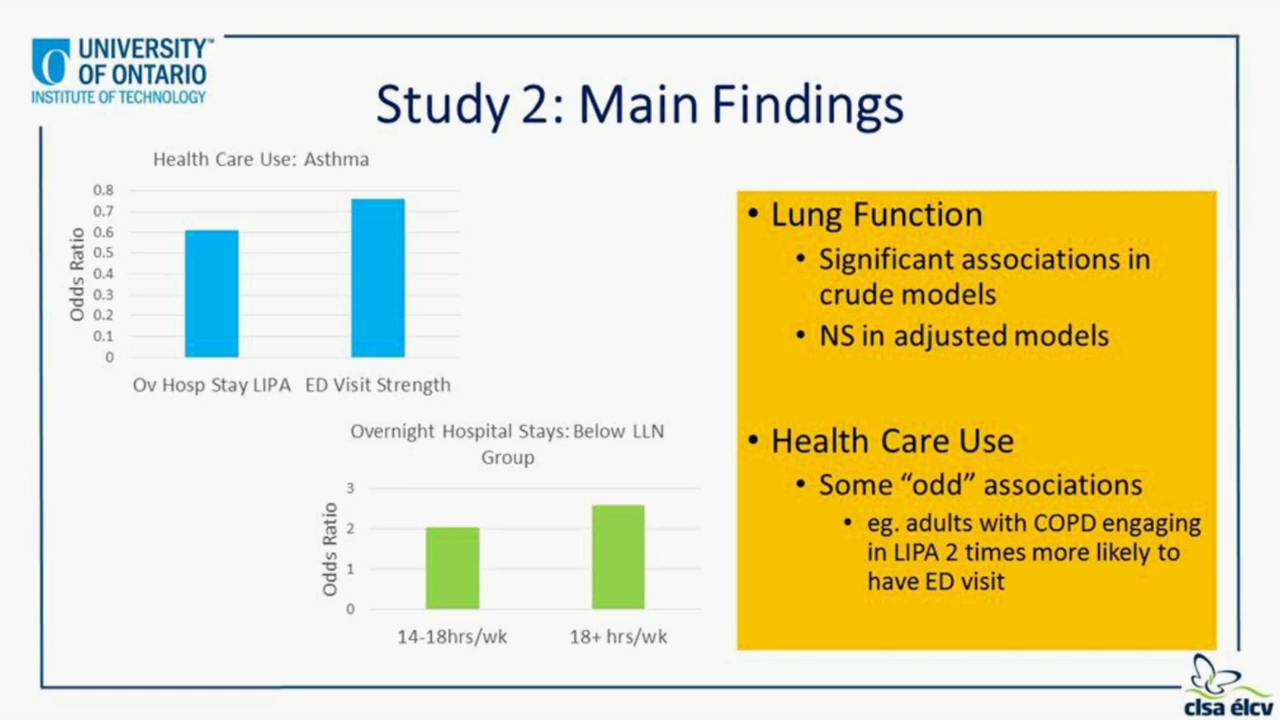 UNIVERSITY™
OF ONTARIO
INSTITUTE OF TECHNOLOGY
Study 2: Main Findings
Health Care Use: Asthma
Odds Ratio
0.8
0.7
0.6
0.5
0.4
0.3
0.2
0.1
0
Ov Hosp Stay LIPA ED Visit Strength
Overnight Hospital Stays: Below LLN
Group
Odds Ratio
3
2
1
0
14-18hrs/wk 18+ hrs/wk
• Lung Function
• Significant associations in
crude models
• NS in adjusted models
• Health Care Use
• Some “odd” associations
• eg. adults with COPD engaging
in LIPA 2 times more likely to
have ED visit
clsa élcv